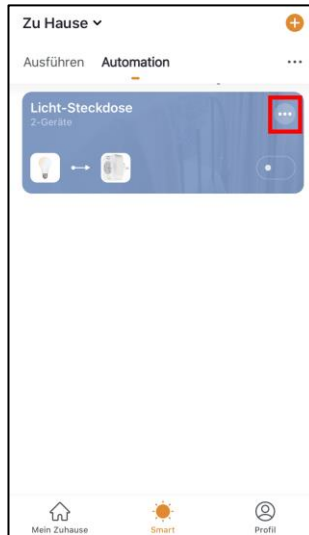 Zu Hause
Ausführen Automation
Licht-Steckdose
2-Geräte
Mein Zuhause Smart Profil